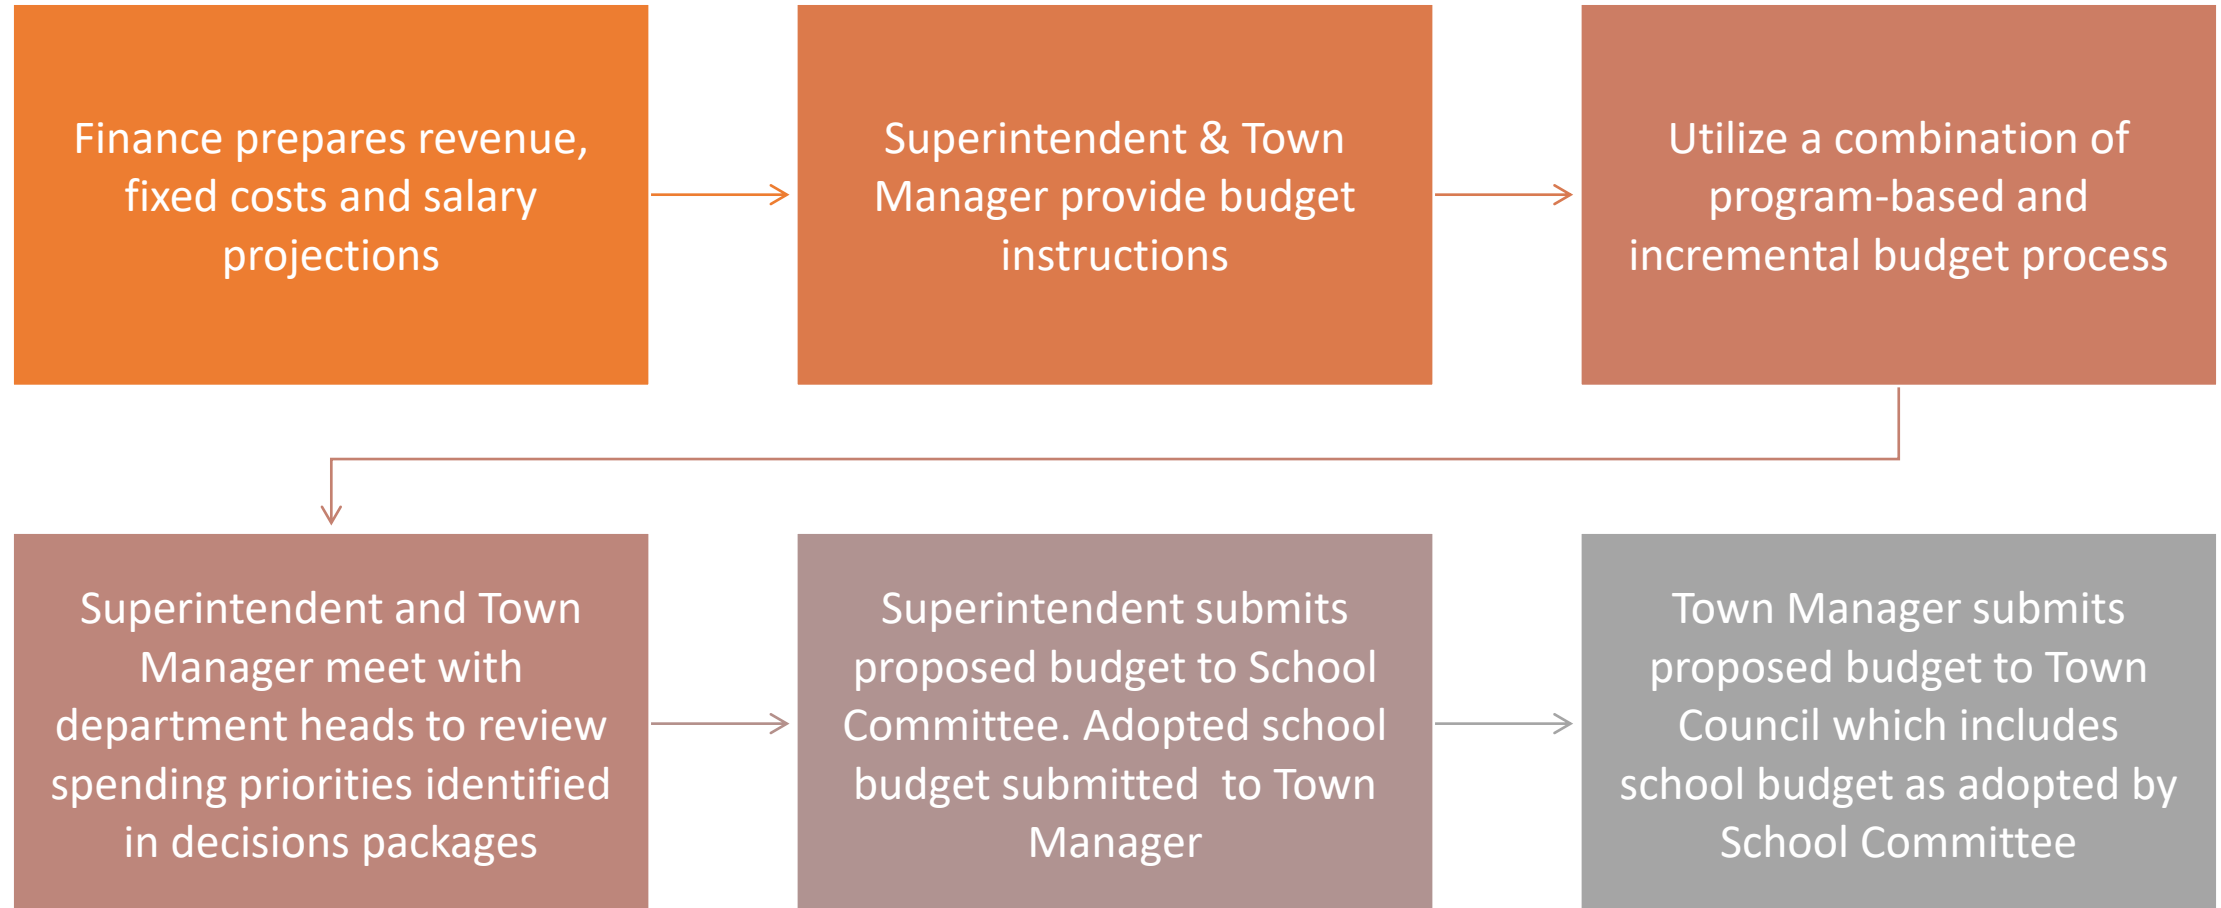 Finance prepares revenue,
fixed costs and salary
projections
Superintendent & Town
Manager provide budget
instructions
Utilize a combination of
program-based and
incremental budget process
Superintendent and Town
Manager meet with
department heads to review
spending priorities identified
in decisions packages
Superintendent submits
proposed budget to School
Committee. Adopted school
budget submitted  to Town
Manager
Town Manager submits
proposed budget to Town
Council which includes
school budget as adopted by
School Committee